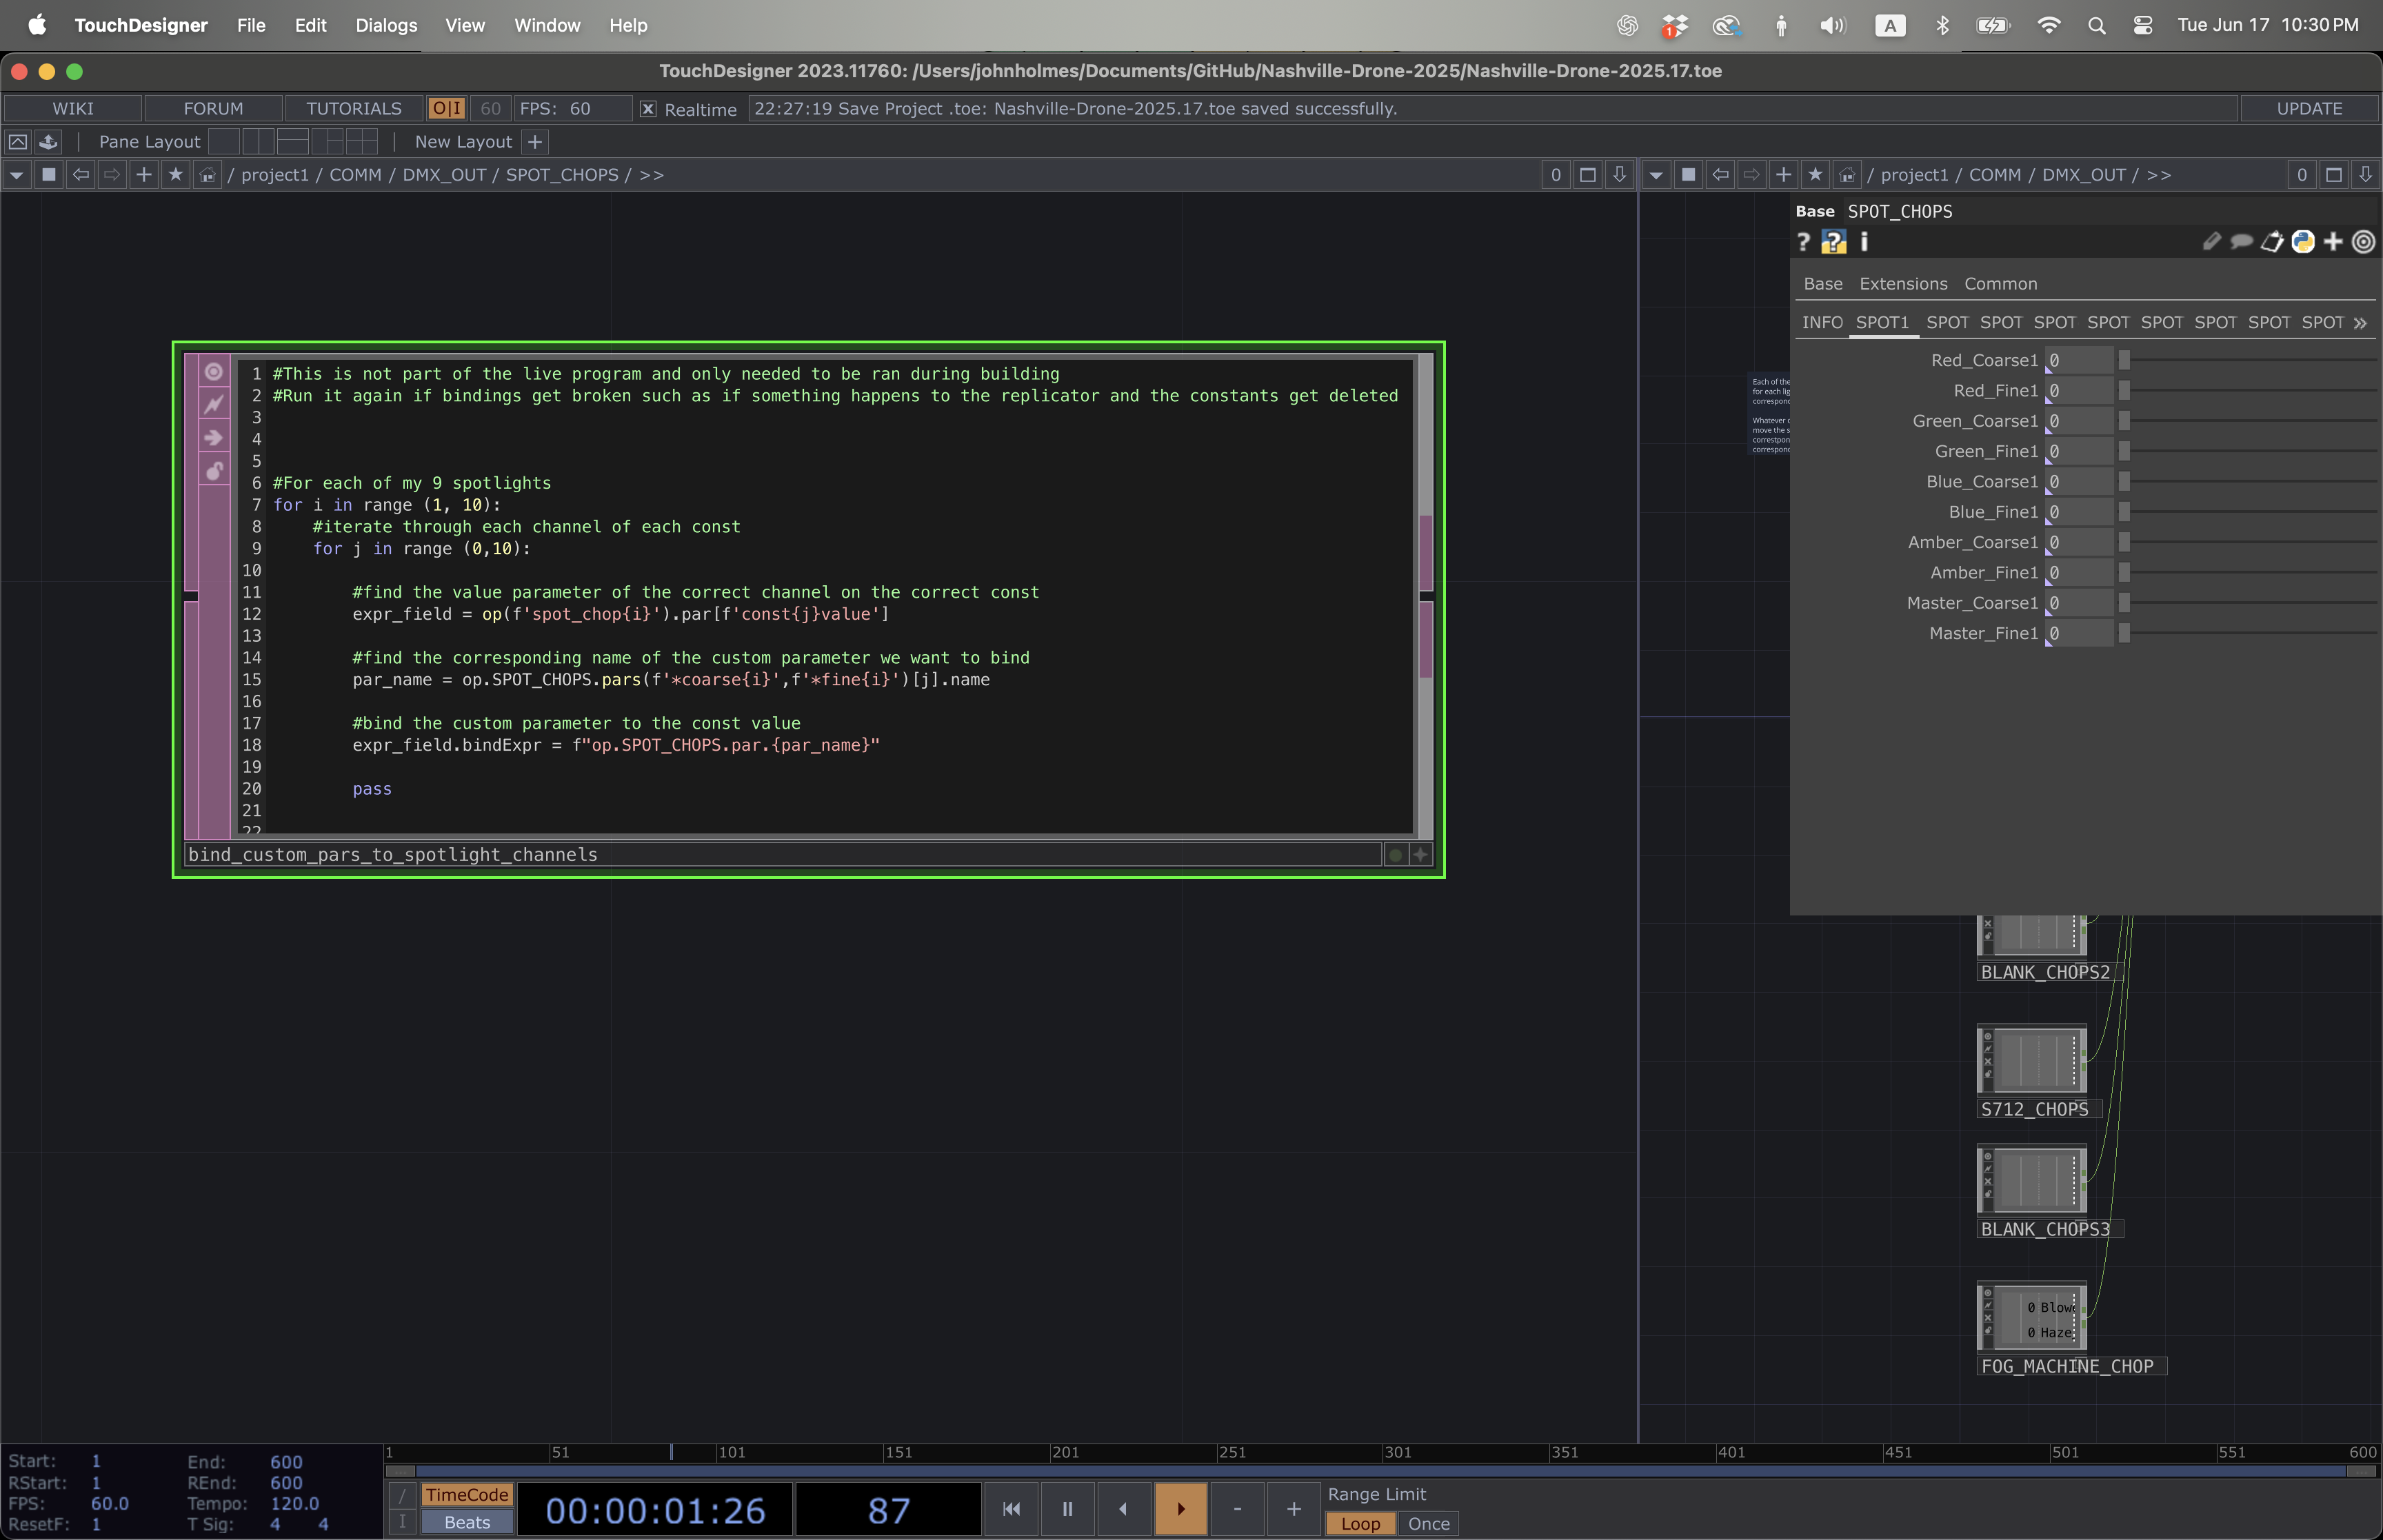 TouchDesigner File Edit Dialogs View Window Help
1 A Tue Jun 17 10:30 PM
TouchDesigner 2023.11760: /Users/johnholmes/Documents/GitHub/Nashville-Drone-2025/Nashville-Drone-2025.17.toe
WIKI FORUM TUTORIALS O|I 60 FPS: 60 Realtime 22:27:19 Save Project .toe: Nashville-Drone-2025.17.toe saved successfully. UPDATE
Pane Layout New Layout +
/ project1 / COMM / DMX_OUT / SPOT_CHOPS / >> 0
/ project1 / COMM / DMX_OUT / >> 0
1 #This is not part of the live program and only needed to be ran during building
2 #Run it again if bindings get broken such as if something happens to the replicator and the constants get deleted
3
4
5
6 #For each of my 9 spotlights
7 for i in range (1, 10):
8 #iterate through each channel of each const
9 for j in range (0,10):
10
11 #find the value parameter of the correct channel on the correct const
12 expr_field = op(f'spot_chop{i}').par[f'const{j}value']
13
14 #find the corresponding name of the custom parameter we want to bind
15 par_name = op.SPOT_CHOPS.pars(f'*coarse{i}',f'*fine{i}')[j].name
16
17 #bind the custom parameter to the const value
18 expr_field.bindExpr = f"op.SPOT_CHOPS.par.{par_name}"
19
20 pass
21
22
bind_custom_pars_to_spotlight_channels
Base SPOT_CHOPS
? ? i
Base Extensions Common
INFO SPOT1 SPOT SPOT SPOT SPOT SPOT SPOT SPOT SPOT »
Red_Coarse1 0
Red_Fine1 0
Green_Coarse1 0
Green_Fine1 0
Blue_Coarse1 0
Blue_Fine1 0
Amber_Coarse1 0
Amber_Fine1 0
Master_Coarse1 0
Master_Fine1 0
Each of the
for each lig
correspond
Whatever
move the s
correstpon
correspond
BLANK_CHOPS2
S712_CHOPS
BLANK_CHOPS3
0 Blow
0 Haze
FOG_MACHINE_CHOP
1 51 101 151 201 251 301 351 401 451 501 551 600
Start: 1 End: 600
RStart: 1 REnd: 600
FPS: 60.0 Tempo: 120.0
ResetF: 1 T Sig: 4 4
/ I
TimeCode
Beats
00:00:01:26 87
- +
Range Limit
Loop Once